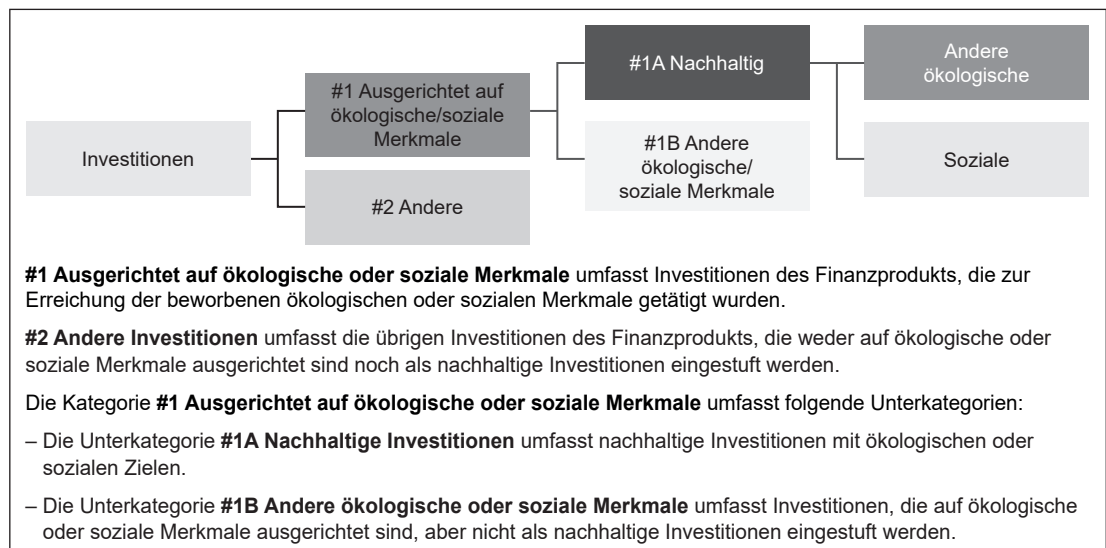 Investitionen
#1 Ausgerichtet auf
ökologische/soziale
Merkmale
#2 Andere
#1A Nachhaltig
#1B Andere
ökologische/
soziale Merkmale
Andere
ökologische
Soziale
#1 Ausgerichtet auf ökologische oder soziale Merkmale umfasst Investitionen des Finanzprodukts, die zur
Erreichung der beworbenen ökologischen oder sozialen Merkmale getätigt wurden.
#2 Andere Investitionen umfasst die übrigen Investitionen des Finanzprodukts, die weder auf ökologische oder
soziale Merkmale ausgerichtet sind noch als nachhaltige Investitionen eingestuft werden.
Die Kategorie #1 Ausgerichtet auf ökologische oder soziale Merkmale umfasst folgende Unterkategorien:
– Die Unterkategorie #1A Nachhaltige Investitionen umfasst nachhaltige Investitionen mit ökologischen oder
sozialen Zielen.
– Die Unterkategorie #1B Andere ökologische oder soziale Merkmale umfasst Investitionen, die auf ökologische
oder soziale Merkmale ausgerichtet sind, aber nicht als nachhaltige Investitionen eingestuft werden.